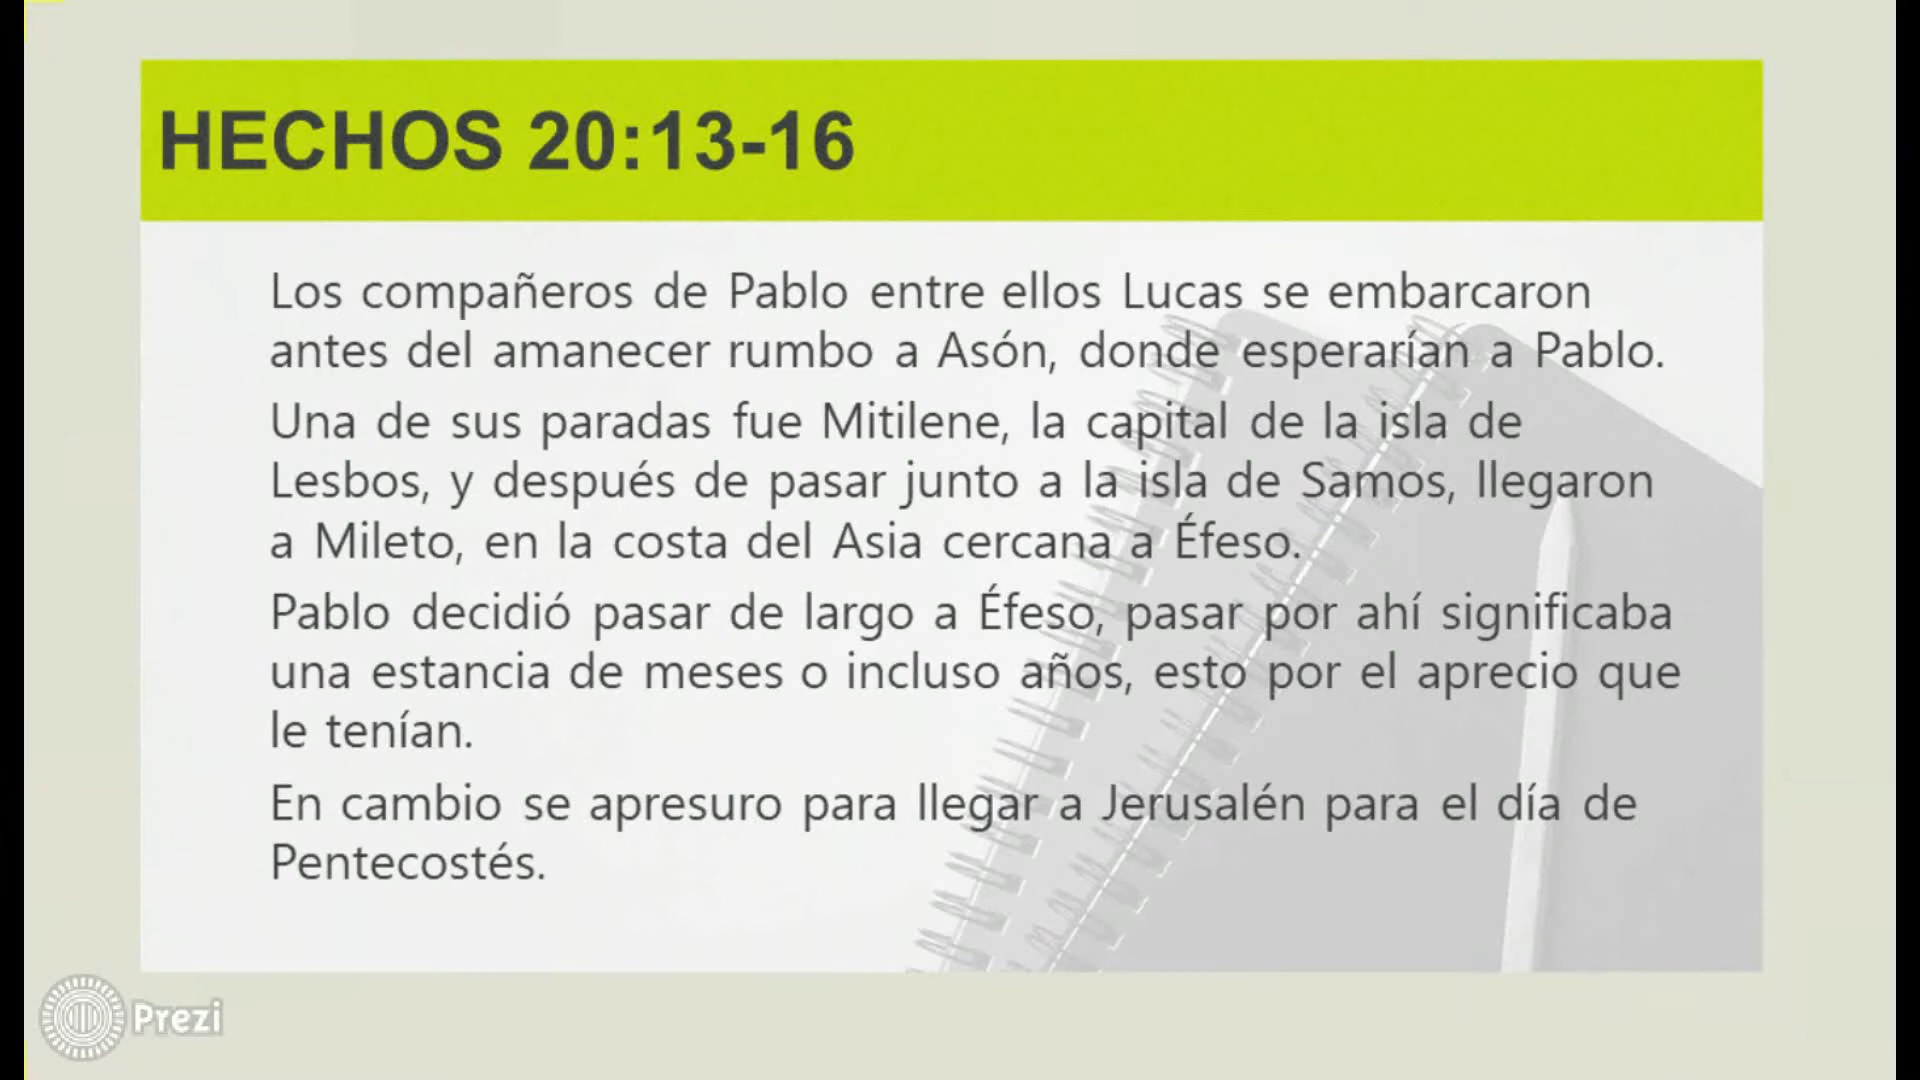 HECHOS 20:13-16
Los compañeros de Pablo entre ellos Lucas se embarcaron
antes del amanecer rumbo a Asón, donde esperarían a Pablo.
Una de sus paradas fue Mitilene, la capital de la isla de
Lesbos, y después de pasar junto a la isla de Samos, llegaron
a Mileto, en la costa del Asia cercana a Éfeso.
Pablo decidió pasar de largo a Éfeso, pasar por ahí significaba
una estancia de meses o incluso años, esto por el aprecio que
le tenían.
En cambio se apresuro para llegar a Jerusalén para el día de
Pentecostés.
Prezi